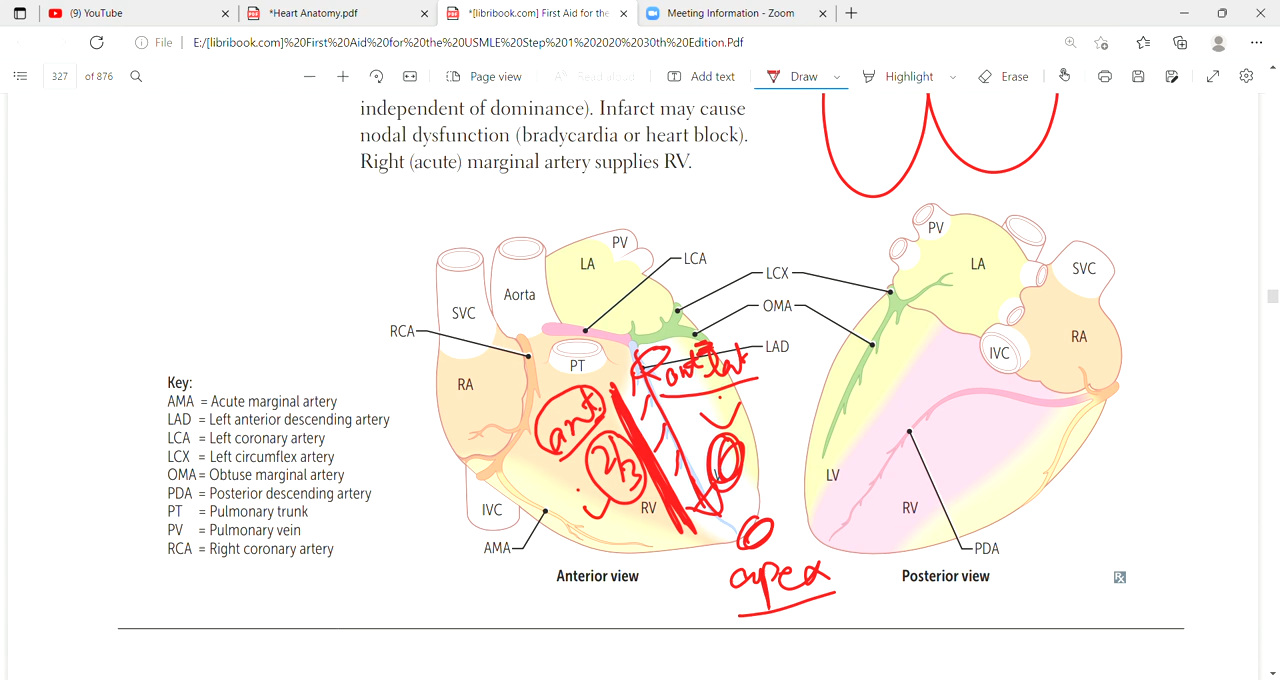 (9) YouTube
*Heart Anatomy.pdf
*[libribook.com] First Aid for the
Meeting Information - Zoom
File
E:/[libribook.com]%20First%20Aid%20for%20the%20USMLE%20Step%201%202020%2030th%20Edition.Pdf
327 of 876
Page view
Read aloud
Add text
Draw
Highlight
Erase
independent of dominance). Infarct may cause
nodal dysfunction (bradycardia or heart block).
Right (acute) marginal artery supplies RV.
PV
LA
LCA
SVC
Aorta
RCA
PT
RA
LCX
OMA
LAD
ant-lat
ant.
2/3
RV
IVC
AMA
apex
Anterior view
PV
LA
SVC
IVC
RA
LV
RV
PDA
Posterior view
Rx
Key:
AMA = Acute marginal artery
LAD = Left anterior descending artery
LCA = Left coronary artery
LCX = Left circumflex artery
OMA = Obtuse marginal artery
PDA = Posterior descending artery
PT = Pulmonary trunk
PV = Pulmonary vein
RCA = Right coronary artery